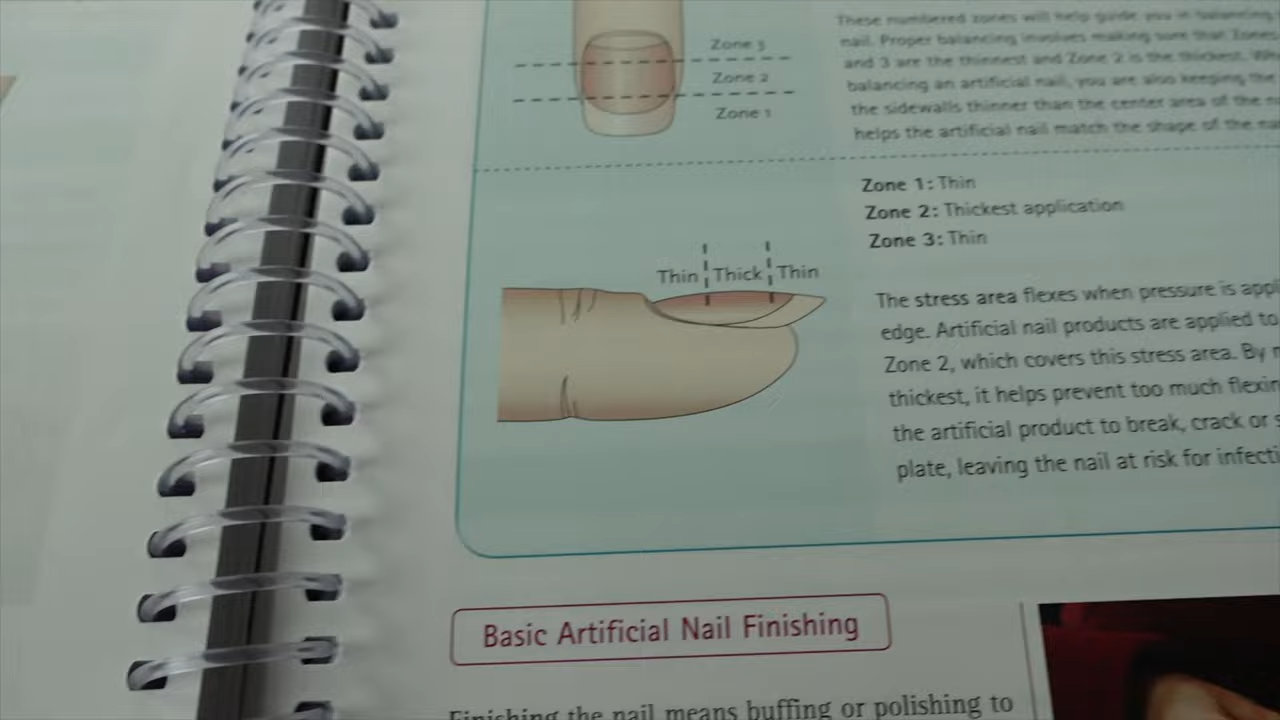 Zone 3
Zone 2
Zone 1
These numbered zones will help guide you in balancing
nail. Proper balancing involves making sure that Zones
and 3 are the thinnest and Zone 2 is the thickest.
balancing an artificial nail, you are also keeping the
the sidewalls thinner than the center area of the
helps the artificial nail match the shape of the
Thin Thick Thin
Zone 1: Thin
Zone 2: Thickest application
Zone 3: Thin
The stress area flexes when pressure is
edge. Artificial nail products are applied to
Zone 2, which covers this stress area. By
thickest, it helps prevent too much
the artificial product to break, crack or
plate, leaving the nail at risk for
Basic Artificial Nail Finishing
Finishing the nail means buffing or polishing to